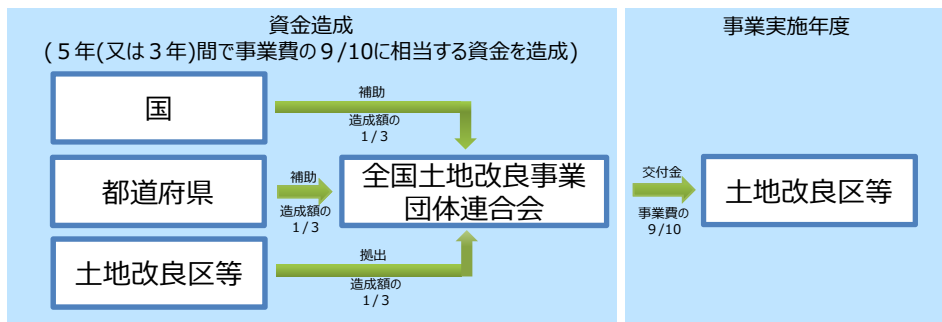 資金造成
(５年(又は３年)間で事業費の９/10に相当する資金を造成)
国
補助
造成額の
1/3
都道府県
補助
造成額の
1/3
全国土地改良事業
団体連合会
土地改良区等
拠出
造成額の
1/3
事業実施年度
交付金
事業費の
9/10
土地改良区等